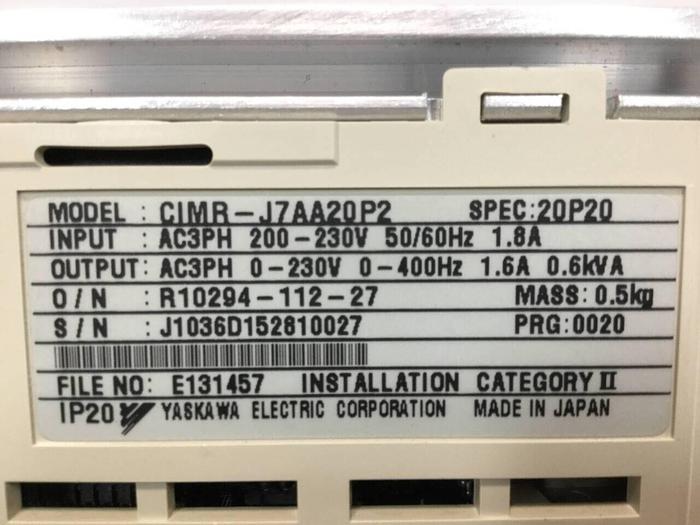 MODEL : CIMR-J7AA20P2 SPEC:20P20
INPUT : AC3PH 200-230V 50/60Hz 1.8A
OUTPUT: AC3PH 0-230V 0-400Hz 1.6A 0.6kVA
O/N : R10294-112-27 MASS: 0.5kg
S/N : J1036D152810027 PRG:0020
FILE NO: E131457 INSTALLATION CATEGORY II
IP20 YASKAWA ELECTRIC CORPORATION MADE IN JAPAN